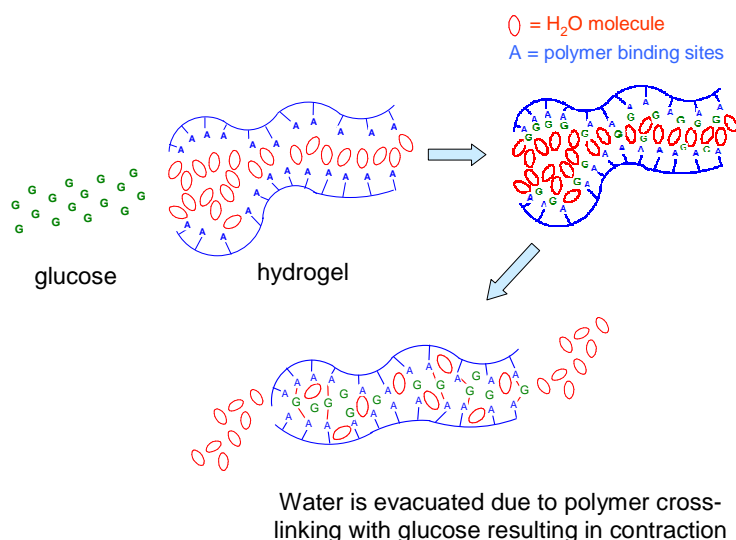 = H2O molecule
A = polymer binding sites
glucose
hydrogel
Water is evacuated due to polymer cross-
linking with glucose resulting in contraction